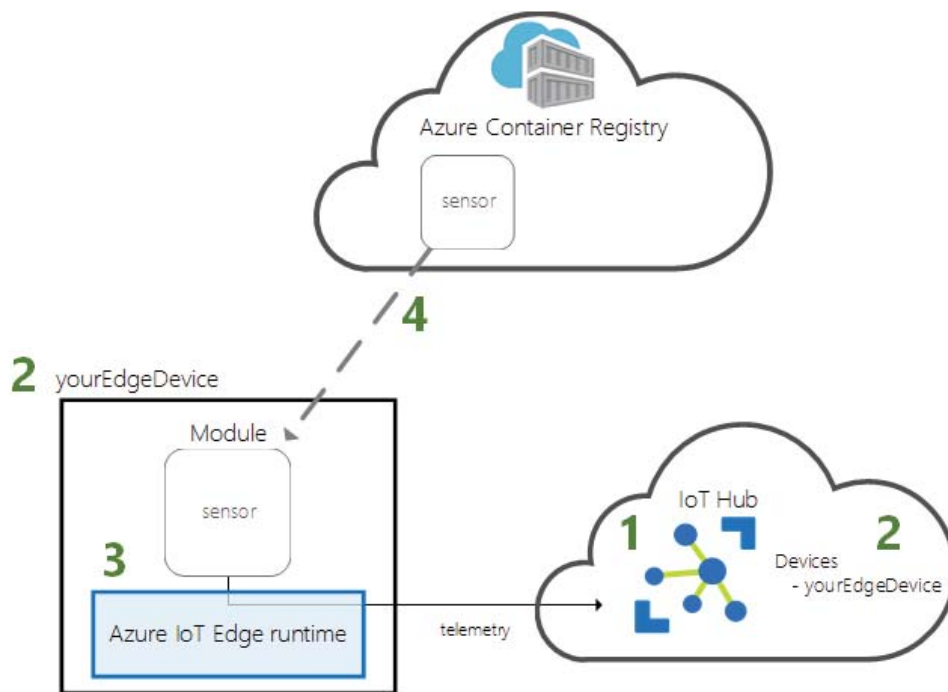 Azure Container Registry
sensor
4
2
yourEdgeDevice
Module
sensor
3
Azure IoT Edge runtime
telemetry
IoT Hub
1
2
Devices
- yourEdgeDevice